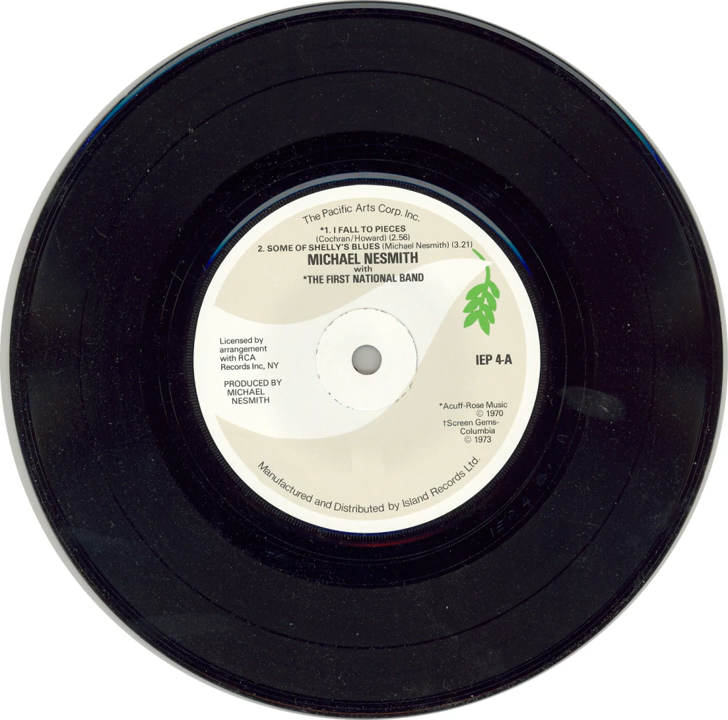 The Pacific Arts Corp. Inc.
*1. I FALL TO PIECES
(Cochran/Howard) (2.56)
2. SOME OF SHELLY'S BLUES (Michael Nesmith) (3.21)
MICHAEL NESMITH
with
*THE FIRST NATIONAL BAND
Licensed by
arrangement
with RCA
Records Inc, NY
PRODUCED BY
MICHAEL
NESMITH
IEP 4-A
*Acuff-Rose Music
© 1970
†Screen Gems-
Columbia
© 1973
Manufactured and Distributed by Island Records Ltd.